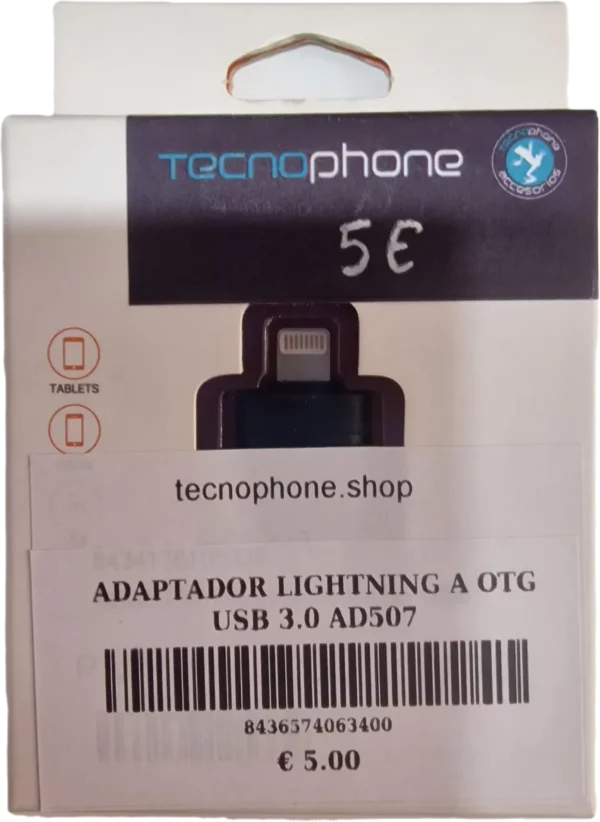 TECNOPHONE
TECNOPHONE
ACCESORIOS
5€
TABLETS
tecnophone.shop
ADAPTADOR LIGHTNING A OTG
USB 3.0 AD507
8436574063400
€ 5.00